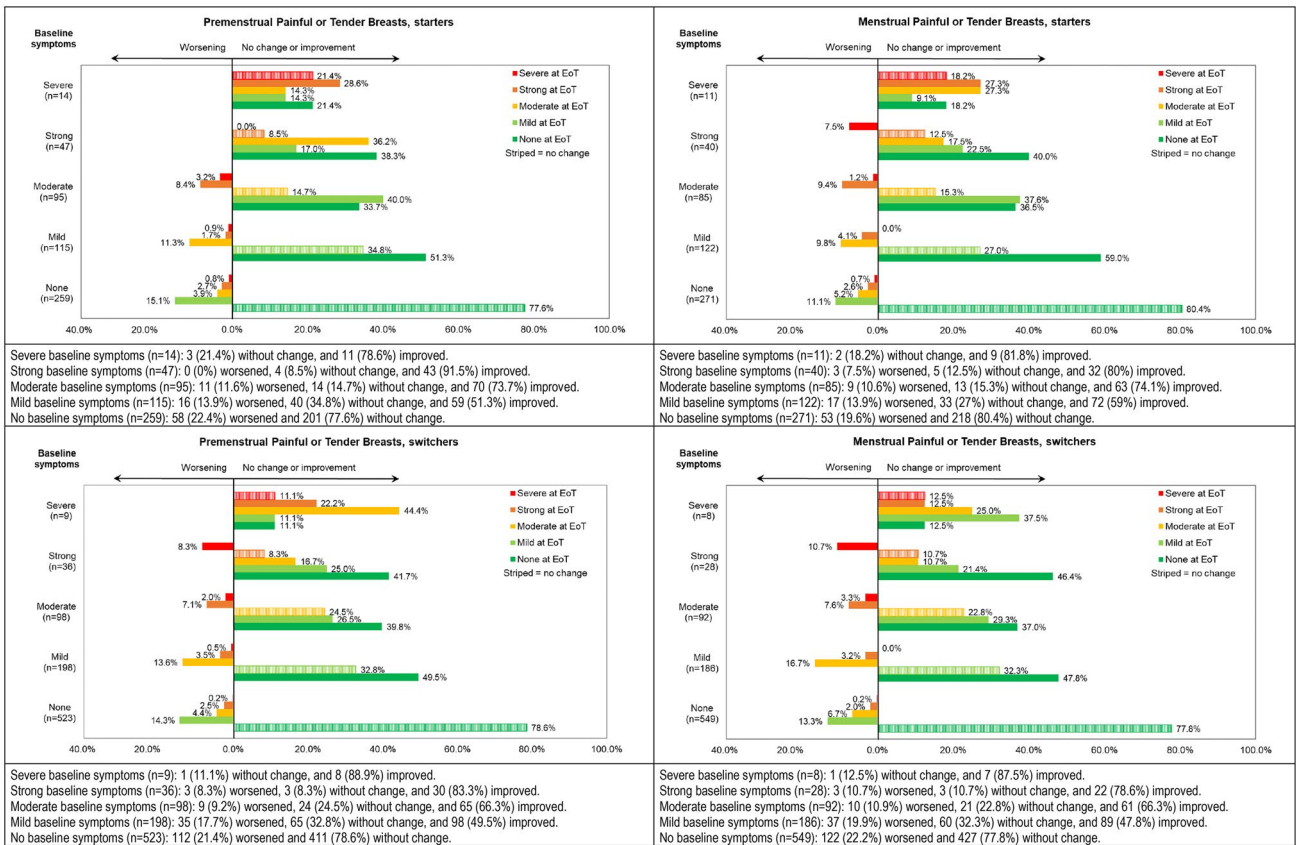 Premenstrual Painful or Tender Breasts, starters
Baseline
symptoms
Worsening
No change or improvement
Severe
(n=14)
21.4%
28.6%
14.3%
14.3%
21.4%
Severe at EoT
Strong at EoT
Moderate at EoT
Mild at EoT
None at EoT
Striped = no change
Strong
(n=47)
0.0%
8.5%
36.2%
17.0%
38.3%
Moderate
(n=95)
3.2%
8.4%
14.7%
40.0%
33.7%
Mild
(n=115)
0.9%
1.7%
11.3%
34.8%
51.3%
None
(n=259)
0.8%
2.7%
3.9%
15.1%
77.6%
40.0% 20.0% 0.0% 20.0% 40.0% 60.0% 80.0% 100.0%
Severe baseline symptoms (n=14): 3 (21.4%) without change, and 11 (78.6%) improved.
Strong baseline symptoms (n=47): 0 (0%) worsened, 4 (8.5%) without change, and 43 (91.5%) improved.
Moderate baseline symptoms (n=95): 11 (11.6%) worsened, 14 (14.7%) without change, and 70 (73.7%) improved.
Mild baseline symptoms (n=115): 16 (13.9%) worsened, 40 (34.8%) without change, and 59 (51.3%) improved.
No baseline symptoms (n=259): 58 (22.4%) worsened and 201 (77.6%) without change.
Menstrual Painful or Tender Breasts, starters
Baseline
symptoms
Worsening
No change or improvement
Severe
(n=11)
18.2%
27.3%
27.3%
9.1%
18.2%
Severe at EoT
Strong at EoT
Moderate at EoT
Mild at EoT
None at EoT
Striped = no change
Strong
(n=40)
7.5%
12.5%
17.5%
22.5%
40.0%
Moderate
(n=85)
1.2%
9.4%
15.3%
37.6%
36.5%
Mild
(n=122)
0.0%
4.1%
9.8%
27.0%
59.0%
None
(n=271)
0.7%
2.6%
5.2%
11.1%
80.4%
40.0% 20.0% 0.0% 20.0% 40.0% 60.0% 80.0% 100.0%
Severe baseline symptoms (n=11): 2 (18.2%) without change, and 9 (81.8%) improved.
Strong baseline symptoms (n=40): 3 (7.5%) worsened, 5 (12.5%) without change, and 32 (80%) improved.
Moderate baseline symptoms (n=85): 9 (10.6%) worsened, 13 (15.3%) without change, and 63 (74.1%) improved.
Mild baseline symptoms (n=122): 17 (13.9%) worsened, 33 (27%) without change, and 72 (59%) improved.
No baseline symptoms (n=271): 53 (19.6%) worsened and 218 (80.4%) without change.
Premenstrual Painful or Tender Breasts, switchers
Baseline
symptoms
Worsening
No change or improvement
Severe
(n=9)
11.1%
22.2%
44.4%
11.1%
11.1%
Severe at EoT
Strong at EoT
Moderate at EoT
Mild at EoT
None at EoT
Striped = no change
Strong
(n=36)
8.3%
8.3%
16.7%
25.0%
41.7%
Moderate
(n=98)
2.0%
7.1%
24.5%
26.5%
39.8%
Mild
(n=198)
0.5%
3.5%
13.6%
32.8%
49.5%
None
(n=523)
0.2%
2.5%
4.4%
14.3%
78.6%
40.0% 20.0% 0.0% 20.0% 40.0% 60.0% 80.0% 100.0%
Severe baseline symptoms (n=9): 1 (11.1%) without change, and 8 (88.9%) improved.
Strong baseline symptoms (n=36): 3 (8.3%) worsened, 3 (8.3%) without change, and 30 (83.3%) improved.
Moderate baseline symptoms (n=98): 9 (9.2%) worsened, 24 (24.5%) without change, and 65 (66.3%) improved.
Mild baseline symptoms (n=198): 35 (17.7%) worsened, 65 (32.8%) without change, and 98 (49.5%) improved.
No baseline symptoms (n=523): 112 (21.4%) worsened and 411 (78.6%) without change.
Menstrual Painful or Tender Breasts, switchers
Baseline
symptoms
Worsening
No change or improvement
Severe
(n=8)
12.5%
12.5%
25.0%
37.5%
12.5%
Severe at EoT
Strong at EoT
Moderate at EoT
Mild at EoT
None at EoT
Striped = no change
Strong
(n=28)
10.7%
10.7%
10.7%
21.4%
46.4%
Moderate
(n=92)
3.3%
7.6%
22.8%
29.3%
37.0%
Mild
(n=186)
0.0%
3.2%
16.7%
32.3%
47.8%
None
(n=549)
0.2%
2.0%
6.7%
13.3%
77.8%
40.0% 20.0% 0.0% 20.0% 40.0% 60.0% 80.0% 100.0%
Severe baseline symptoms (n=8): 1 (12.5%) without change, and 7 (87.5%) improved.
Strong baseline symptoms (n=28): 3 (10.7%) worsened, 3 (10.7%) without change, and 22 (78.6%) improved.
Moderate baseline symptoms (n=92): 10 (10.9%) worsened, 21 (22.8%) without change, and 61 (66.3%) improved.
Mild baseline symptoms (n=186): 37 (19.9%) worsened, 60 (32.3%) without change, and 89 (47.8%) improved.
No baseline symptoms (n=549): 122 (22.2%) worsened and 427 (77.8%) without change.